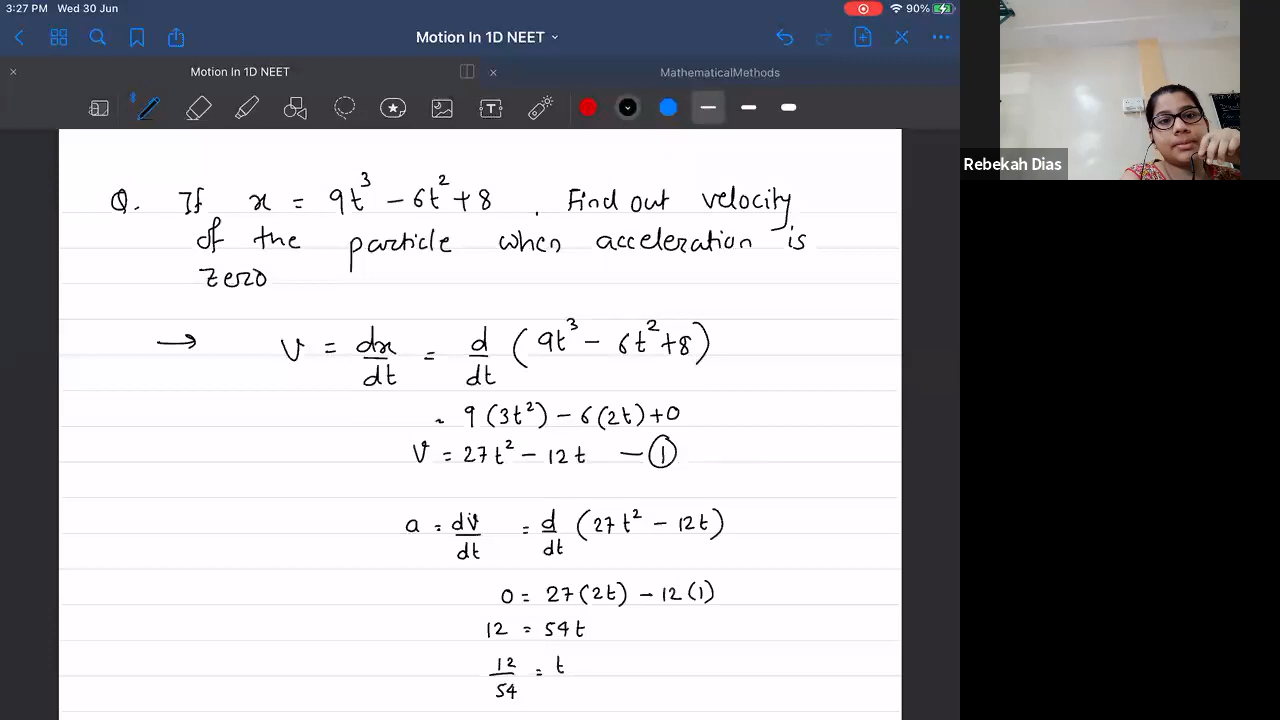 3:27 PM Wed 30 Jun
90%
Motion In 1D NEET
Motion In 1D NEET
MathematicalMethods
T
Rebekah Dias
Q. If x = 9t³ - 6t² + 8 . Find out velocity
of the particle when acceleration is
zero
→ v = dx/dt = d/dt (9t³ - 6t² + 8)
= 9(3t²) - 6(2t) + 0
v = 27t² - 12t — ①
a = dv/dt = d/dt (27t² - 12t)
0 = 27(2t) - 12(1)
12 = 54t
12/54 = t